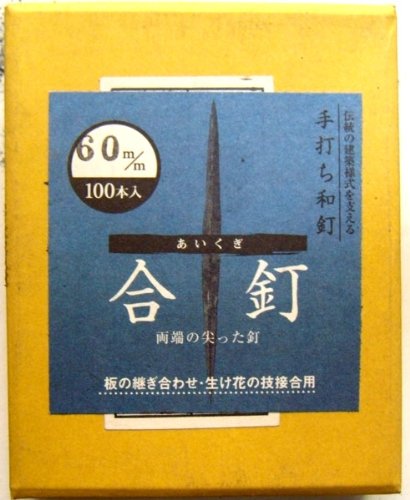 伝統の建築様式を支える
手打ち和釘
60m/m
100本入
あいくぎ
合釘
両端の尖った釘
板の継ぎ合わせ・生け花の技接合用